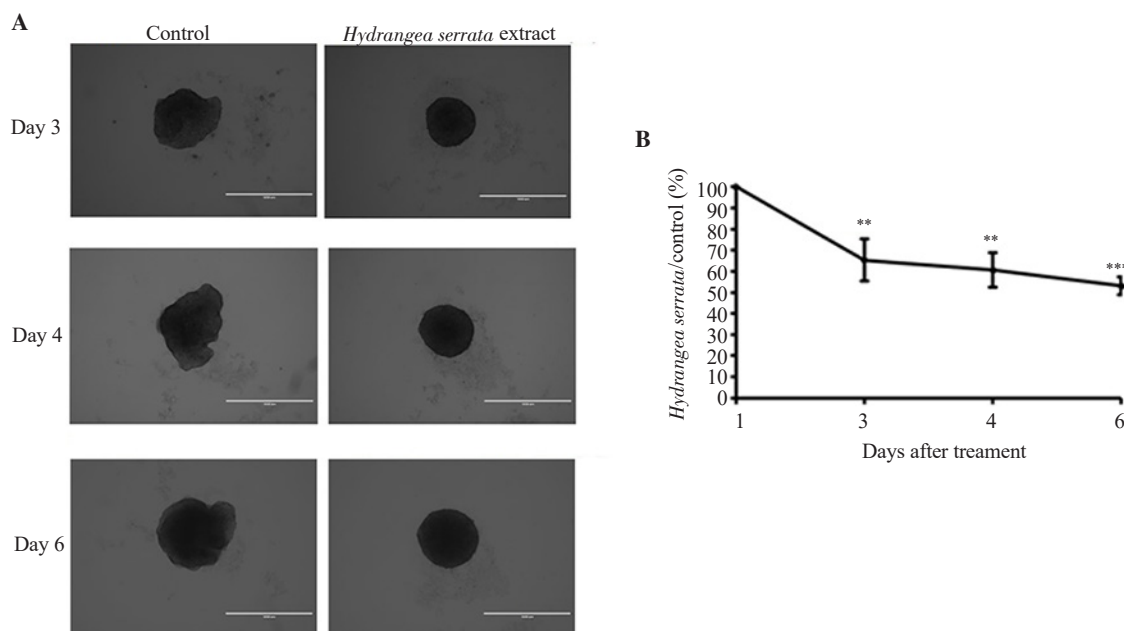 A
Control
Hydrangea serrata extract
Day 3
Day 4
Day 6
B
Hydrangea serrata/control (%)
100
90
80
70
60
50
40
30
20
10
0
**
**
***
1
3
4
6
Days after treament